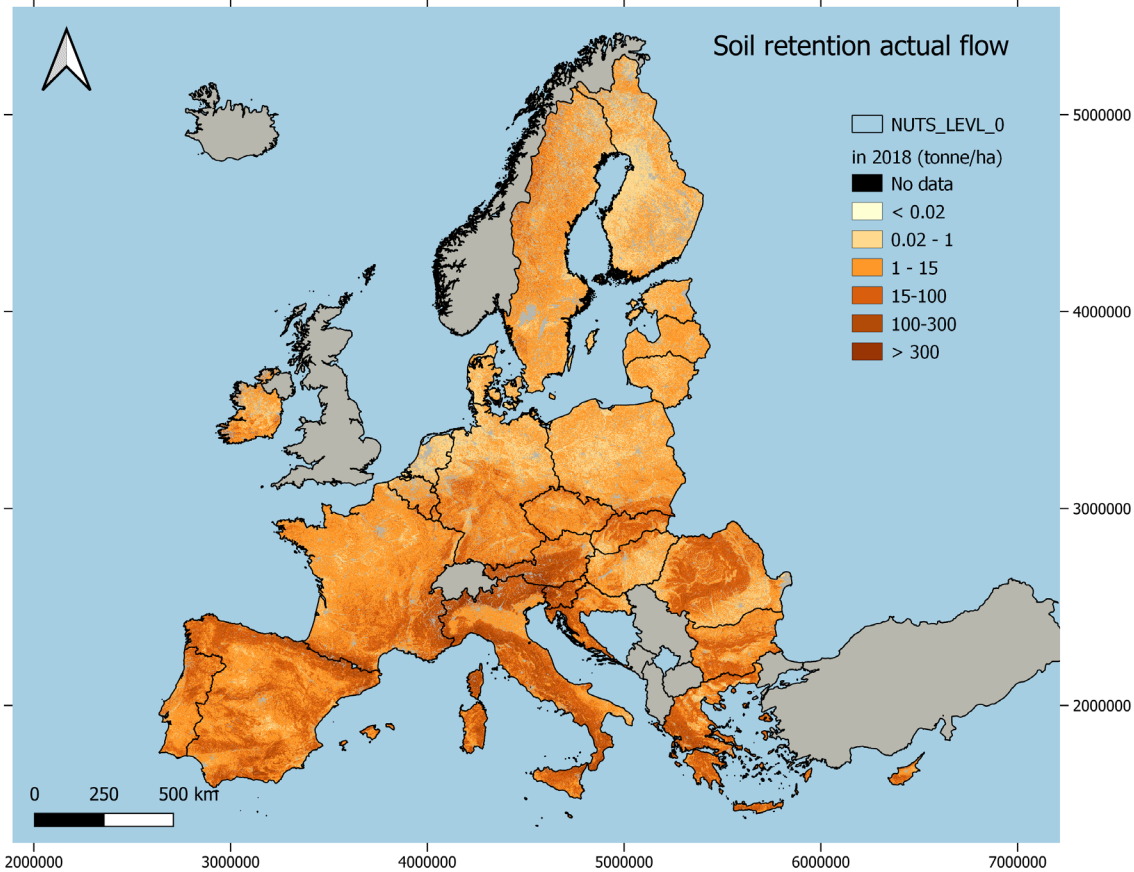 Soil retention actual flow
NUTS_LEVL_0
in 2018 (tonne/ha)
No data
< 0.02
0.02 - 1
1 - 15
15-100
100-300
> 300
5000000
4000000
3000000
2000000
0 250 500 km
2000000 3000000 4000000 5000000 6000000 7000000